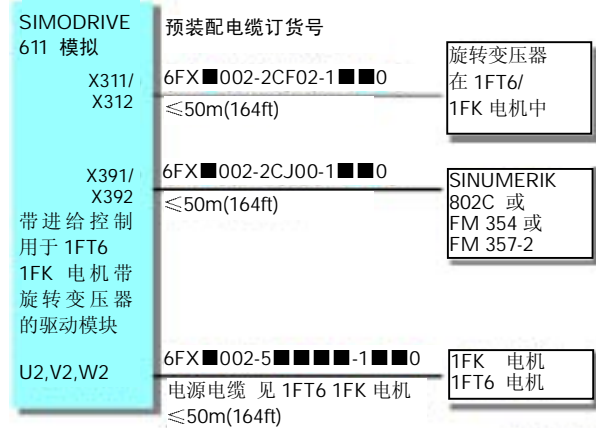 SIMODRIVE
611 模拟
预装配电缆订货号
X311/
X312
6FX■002-2CF02-1■■0
≤50m(164ft)
旋转变压器
在 1FT6/
1FK 电机中
X391/
X392
6FX■002-2CJ00-1■■0
≤50m(164ft)
SINUMERIK
802C 或
FM 354 或
FM 357-2
带进给控制
用于 1FT6
1FK 电机带
旋转变压器
的驱动模块
U2,V2,W2
6FX■002-5■■■■-1■■0
电源电缆 见 1FT6 1FK 电机
≤50m(164ft)
1FK 电机
1FT6 电机